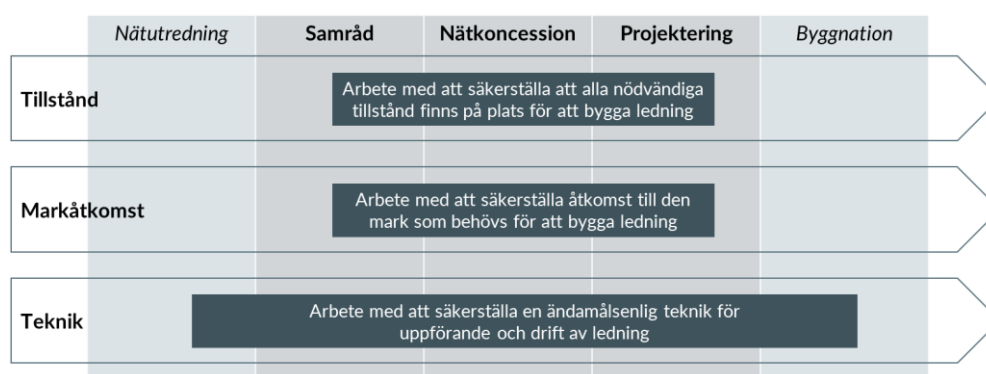 Nätutredning Samråd Nätkoncession Projektering Byggnation
Tillstånd
Arbete med att säkerställa att alla nödvändiga
tillstånd finns på plats för att bygga ledning
Markåtkomst
Arbete med att säkerställa åtkomst till den
mark som behövs för att bygga ledning
Teknik
Arbete med att säkerställa en ändamålsenlig teknik för
uppförande och drift av ledning